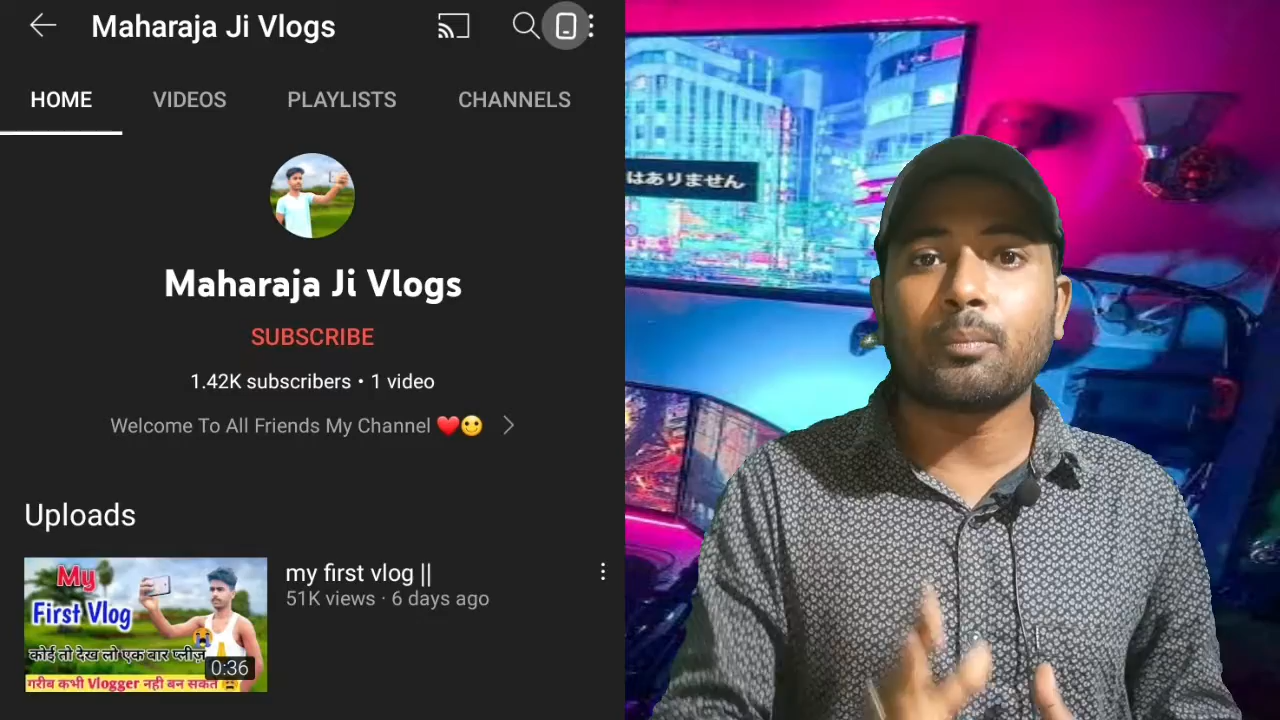 Maharaja Ji Vlogs
HOME VIDEOS PLAYLISTS CHANNELS
Maharaja Ji Vlogs
SUBSCRIBE
1.42K subscribers • 1 video
Welcome To All Friends My Channel ❤️🙂
Uploads
My
First Vlog
कोई तो देख लो एक बार प्लीज़
0:36
गरीब कभी Vlogger नही बन सकते
my first vlog ||
51K views · 6 days ago
はありません